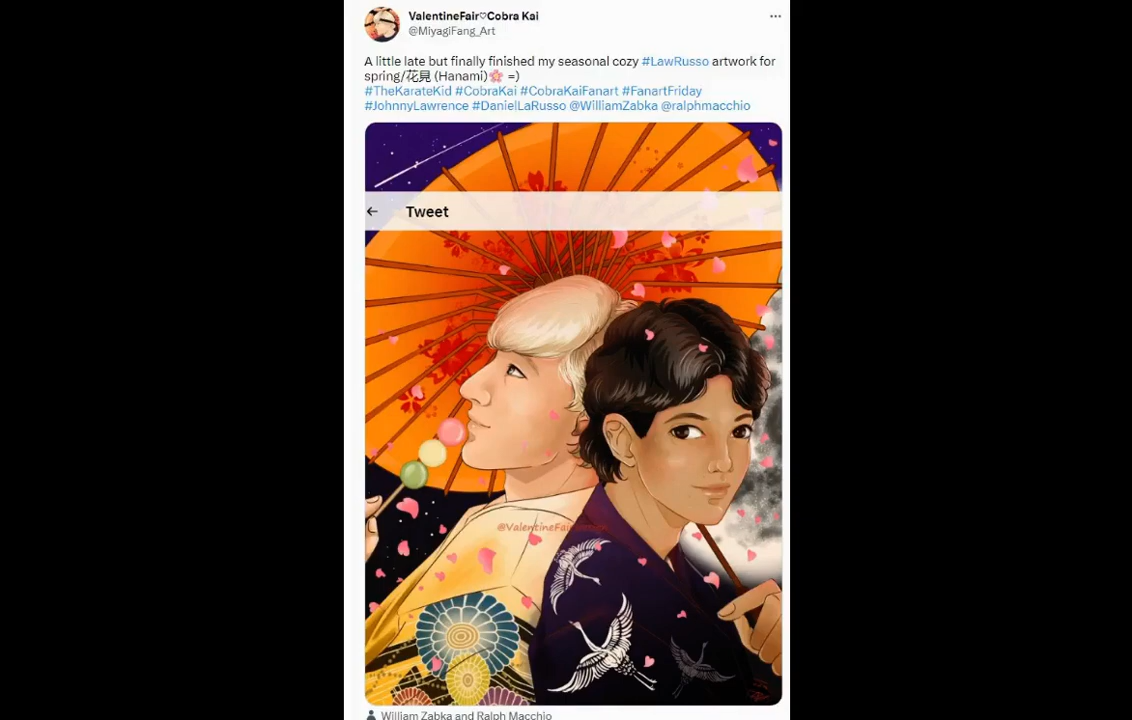 ValentineFair♡Cobra Kai
@MiyagiFang_Art
A little late but finally finished my seasonal cozy #LawRusso artwork for
spring/花見 (Hanami)🌸 =)
#TheKarateKid #CobraKai #CobraKaiFanart #FanartFriday
#JohnnyLawrence #DanielLaRusso @WilliamZabka @ralphmacchio
Tweet
William Zabka and Ralph Macchio